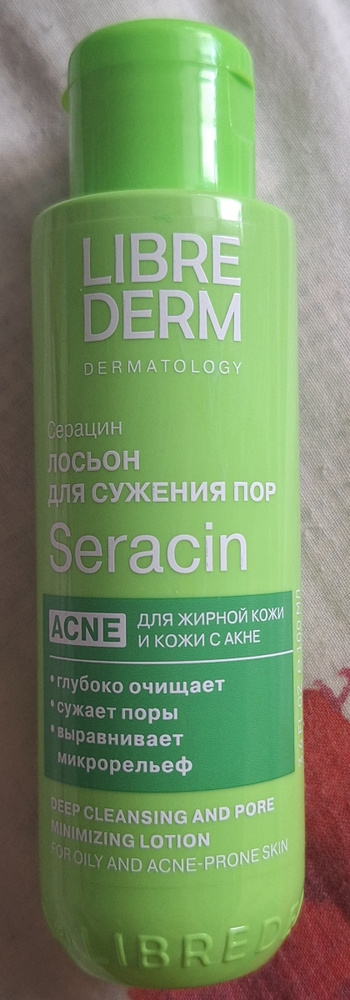 LIBRE
DERM
DERMATOLOGY
Серацин
ЛОСЬОН
ДЛЯ СУЖЕНИЯ ПОР
Seracin
ACNE
ДЛЯ ЖИРНОЙ КОЖИ
И КОЖИ С АКНЕ
• глубоко очищает
• сужает поры
• выравнивает
микрорельеф
DEEP CLEANSING AND PORE
MINIMIZING LOTION
FOR OILY AND ACNE-PRONE SKIN
LIBREDE